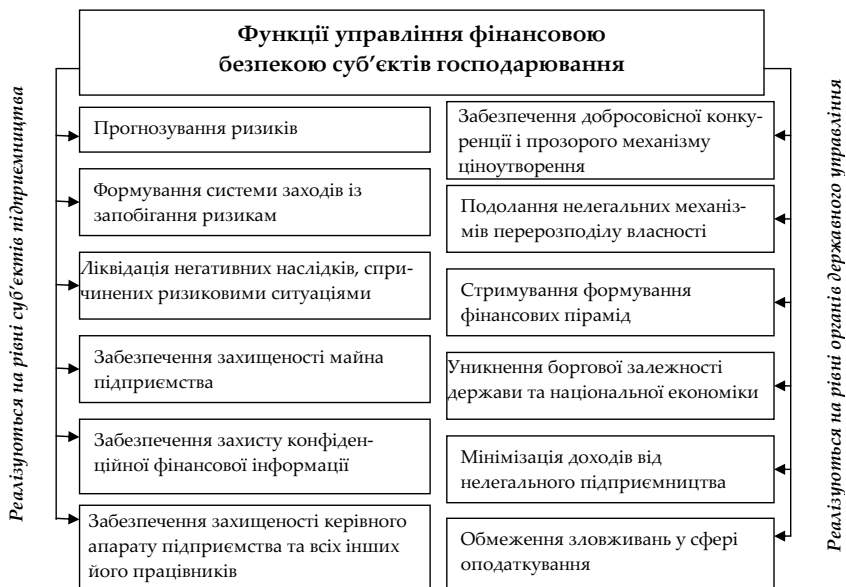 Функції управління фінансовою
безпекою суб’єктів господарювання
Реалізуються на рівні суб’єктів підприємництва
Прогнозування ризиків
Формування системи заходів із
запобігання ризикам
Ліквідація негативних наслідків, спри-
чинених ризиковими ситуаціями
Забезпечення захищеності майна
підприємства
Забезпечення захисту конфіден-
ційної фінансової інформації
Забезпечення захищеності керівного
апарату підприємства та всіх інших
його працівників
Забезпечення добросовісної конку-
ренції і прозорого механізму
ціноутворення
Подолання нелегальних механіз-
мів перерозподілу власності
Стримування формування
фінансових пірамід
Уникнення боргової залежності
держави та національної економіки
Мінімізація доходів від
нелегального підприємництва
Обмеження зловживань у сфері
оподаткування
Реалізуються на рівні органів державного управління